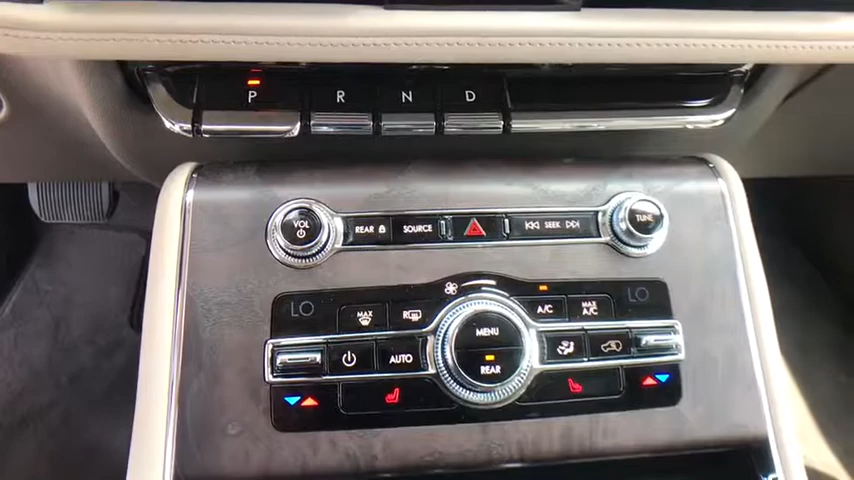 P R N D
VOL REAR SOURCE SEEK TUNE
LO MAX R MENU A/C MAX A/C LO
AUTO REAR